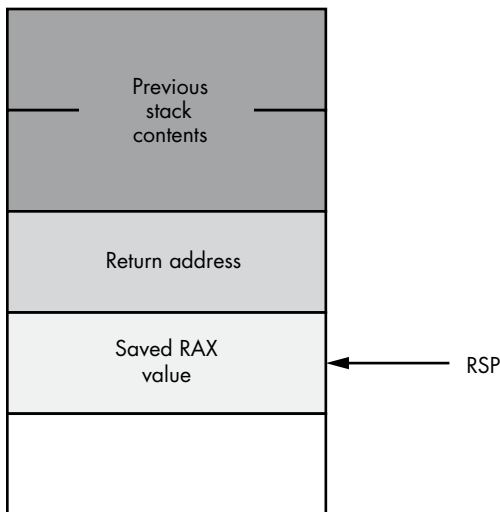 Previous
stack
contents
Return address
Saved RAX
value
RSP